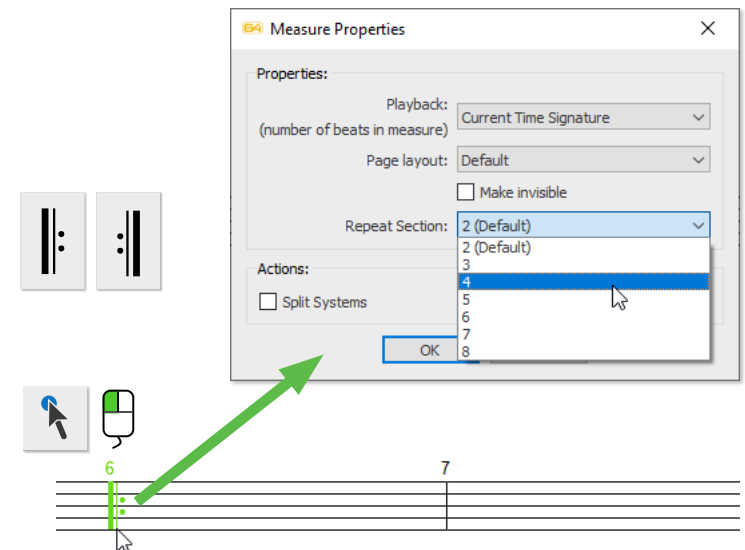 64 Measure Properties
Properties:
Playback:
(number of beats in measure)
Current Time Signature
Page layout:
Default
Make invisible
Repeat Section:
2 (Default)
2 (Default)
3
4
5
6
7
8
Actions:
Split Systems
OK
6
7